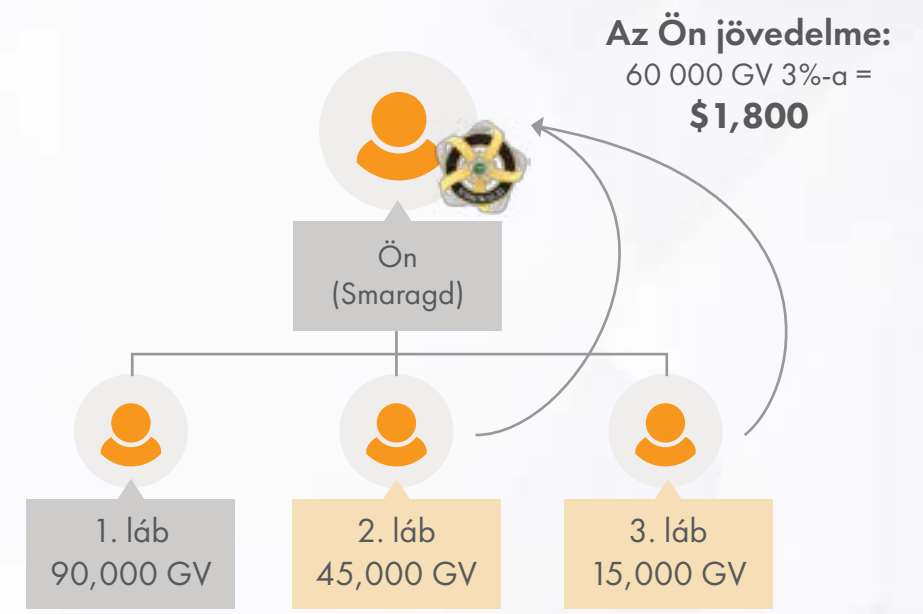 Az Ön jövedelme:
60 000 GV 3%-a =
$1,800
Ön
(Smaragd)
1. láb
90,000 GV
2. láb
45,000 GV
3. láb
15,000 GV